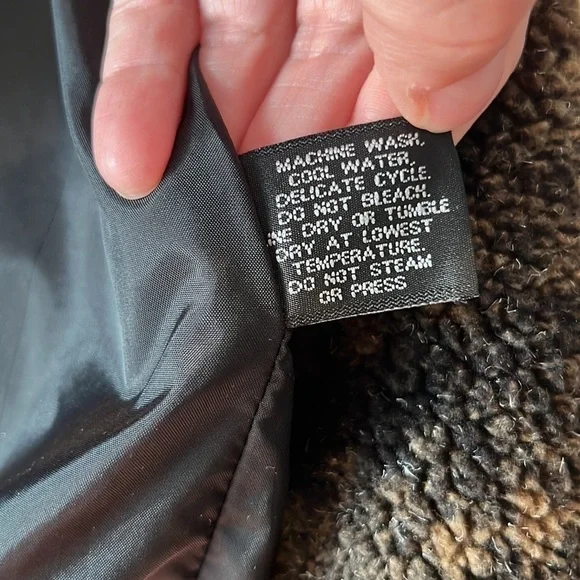 MACHINE WASH,
COOL WATER,
DELICATE CYCLE.
DO NOT BLEACH.
NE DRY OR TUMBLE
DRY AT LOWEST
TEMPERATURE.
DO NOT STEAM
OR PRESS